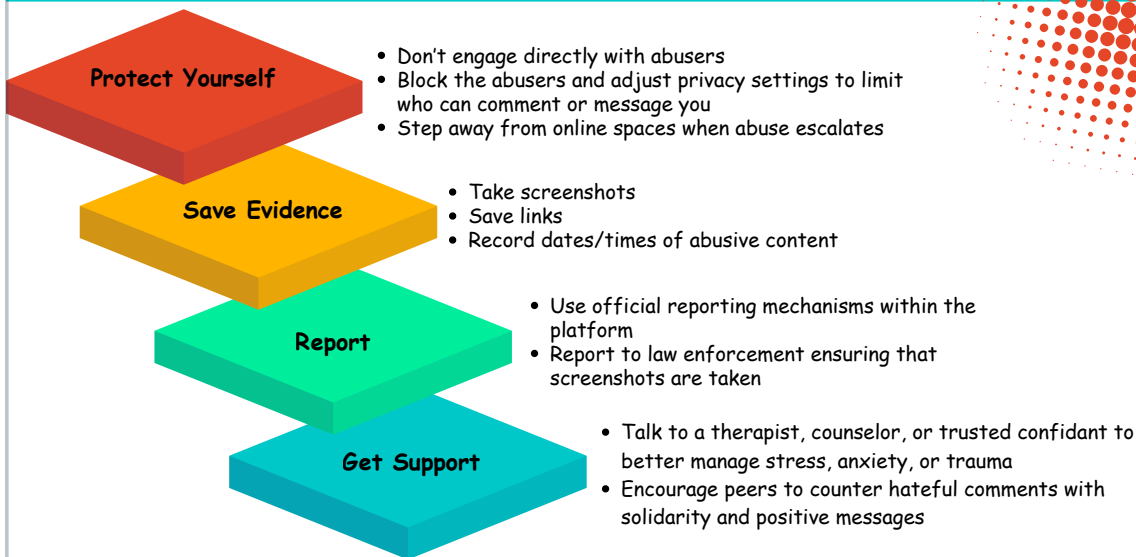 Protect Yourself
• Don't engage directly with abusers
• Block the abusers and adjust privacy settings to limit
who can comment or message you
• Step away from online spaces when abuse escalates
Save Evidence
• Take screenshots
• Save links
• Record dates/times of abusive content
Report
• Use official reporting mechanisms within the
platform
• Report to law enforcement ensuring that
screenshots are taken
Get Support
• Talk to a therapist, counselor, or trusted confidant to
better manage stress, anxiety, or trauma
• Encourage peers to counter hateful comments with
solidarity and positive messages